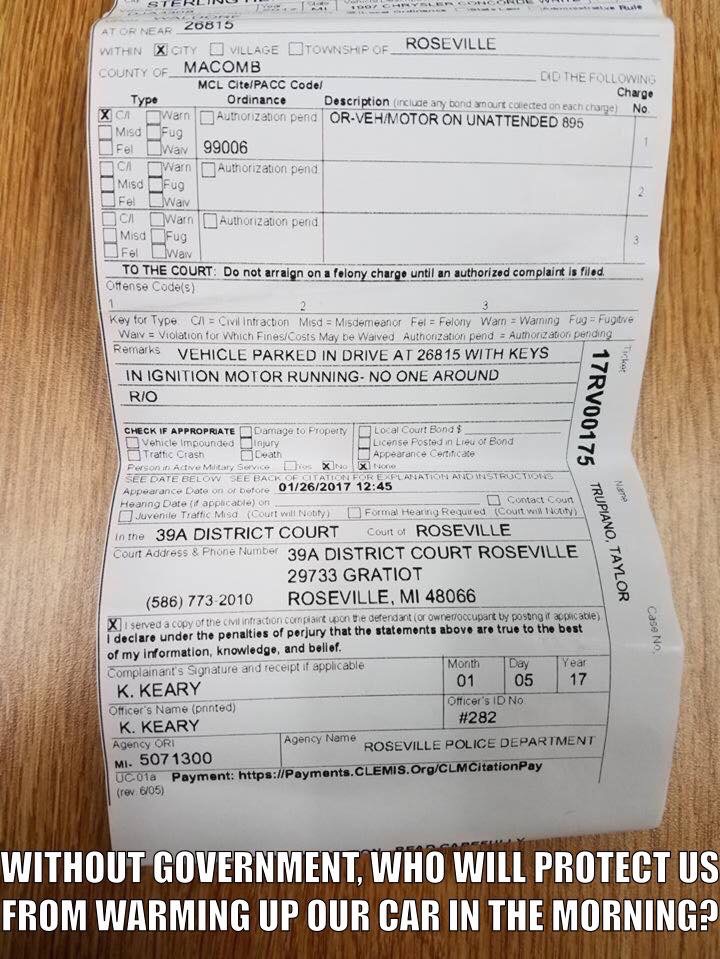 STERLING
AT OR NEAR 26815
WITHIN X CITY VILLAGE TOWNSHIP OF ROSEVILLE
COUNTY OF MACOMB
DID THE FOLLOWING
Type MCL Cite/PACC Code/ Ordinance Description (include any bond amount collected on each charge) Charge No.
X C/I Warn Authorization pend OR-VEH/MOTOR ON UNATTENDED 895
Misd Fug 1
Fel Waiv 99006
C/I Warn Authorization pend
Misd Fug 2
Fel Waiv
C/I Warn Authorization pend
Misd Fug 3
Fel Waiv
TO THE COURT: Do not arraign on a felony charge until an authorized complaint is filed.
Offense Code(s)
1 2 3
Key for Type: C/I = Civil Infraction Misd = Misdemeanor Fel = Felony Warn = Warning Fug = Fugitive
Waiv = Violation for Which Fines/Costs May be Waived Authorization pend = Authorization pending
Remarks VEHICLE PARKED IN DRIVE AT 26815 WITH KEYS
IN IGNITION MOTOR RUNNING- NO ONE AROUND
R/O
Ticket 17RV00175
Name TRUPIANO, TAYLOR
Case No.
CHECK IF APPROPRIATE Damage to Property Local Court Bond $
Vehicle Impounded Injury License Posted in Lieu of Bond
Traffic Crash Death Appearance Certificate
Person in Active Military Service Yes X No X None
SEE DATE BELOW. SEE BACK OF CITATION FOR EXPLANATION AND INSTRUCTIONS
Appearance Date on or before 01/26/2017 12:45
Hearing Date (if applicable) on Contact Court
Juvenile Traffic Misd (Court will Notify) Formal Hearing Required (Court will Notify)
In the 39A DISTRICT COURT Court of ROSEVILLE
Court Address & Phone Number 39A DISTRICT COURT ROSEVILLE
29733 GRATIOT
(586) 773-2010 ROSEVILLE, MI 48066
X I served a copy of the civil infraction complaint upon the defendant (or owner/occupant by posting if applicable).
I declare under the penalties of perjury that the statements above are true to the best
of my information, knowledge, and belief.
Complainant's Signature and receipt if applicable Month Day Year
K. KEARY 01 05 17
Officer's Name (printed) Officer's ID No
K. KEARY #282
Agency ORI Agency Name ROSEVILLE POLICE DEPARTMENT
MI- 5071300
UC-01a Payment: https://Payments.CLEMIS.Org/CLMCitationPay
(rev. 6/05)
READ CAREFULLY
WITHOUT GOVERNMENT, WHO WILL PROTECT US
FROM WARMING UP OUR CAR IN THE MORNING?